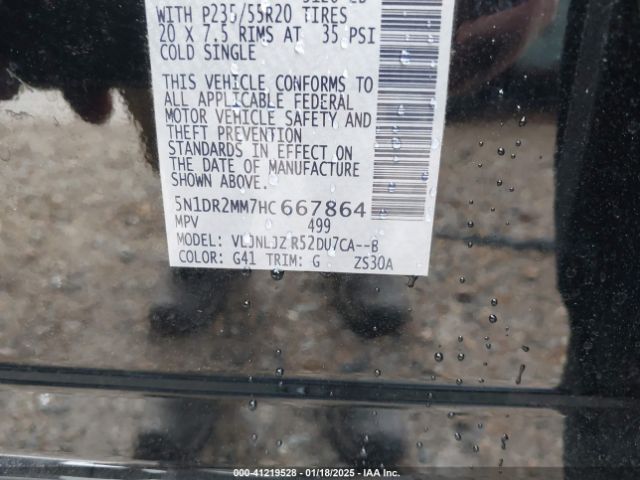 WITH P235/55R20 TIRES
20 X 7.5 RIMS AT 35 PSI
COLD SINGLE
THIS VEHICLE CONFORMS TO
ALL APPLICABLE FEDERAL
MOTOR VEHICLE SAFETY, AND
THEFT PREVENTION
STANDARDS IN EFFECT ON
THE DATE OF MANUFACTURE
SHOWN ABOVE.
5N1DR2MM7HC667864
MPV 499
MODEL: VLJNLJZ R52DU7CA--B
COLOR: G41 TRIM: G ZS30A
000-41219528 - 01/18/2025 - IAA Inc.